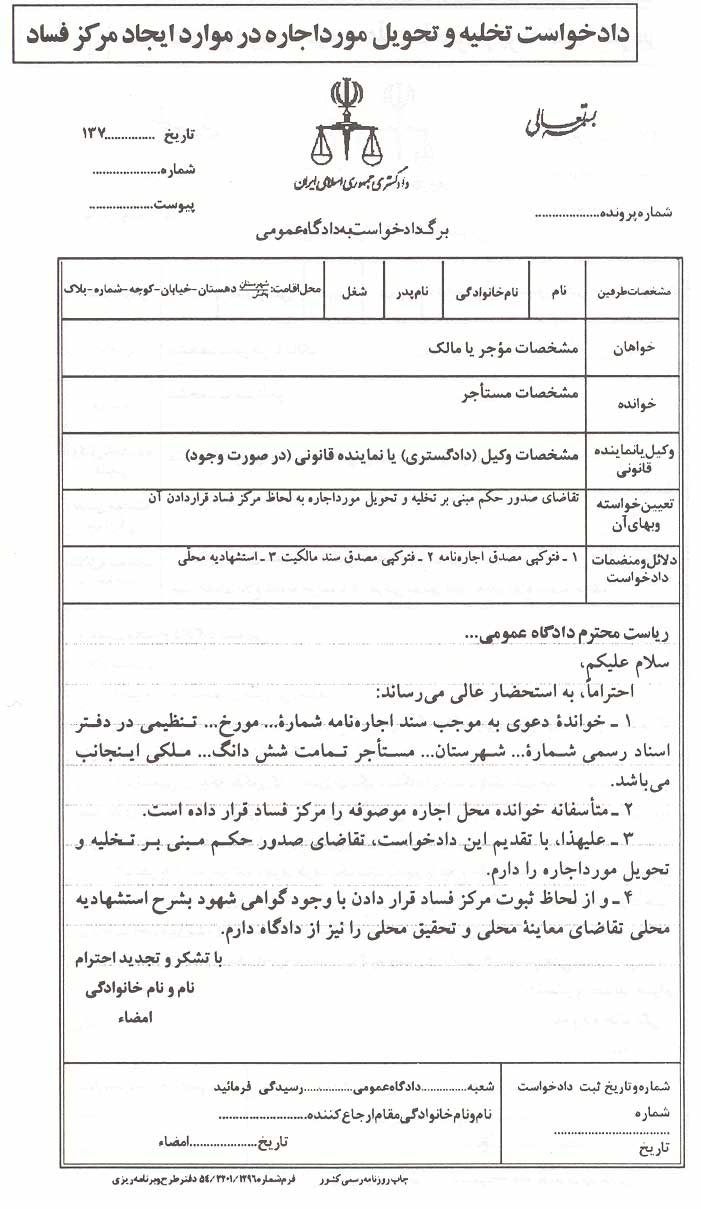 دادخواست تخلیه و تحویل مورداجاره در موارد ایجاد مرکز فساد
بسمه تعالی
تاریخ ...............۱۳۷
شماره.....................
پیوست....................
دادگستری جمهوری اسلامی ایران
شماره پرونده...................
برگ دادخواست به دادگاه عمومی
مشخصات طرفین
نام
نام خانوادگی
نام پدر
شغل
محل اقامت: شهرستان بخش دهستان-خیابان-کوچه-شماره-پلاک
خواهان
مشخصات مؤجر یا مالک
خوانده
مشخصات مستأجر
وکیل یا نماینده
قانونی
مشخصات وکیل (دادگستری) یا نماینده قانونی (در صورت وجود)
تعیین خواسته
وبهای آن
تقاضای صدور حکم مبنی بر تخلیه و تحویل مورداجاره به لحاظ مرکز فساد قراردادن آن
دلائل و منضمات
دادخواست
۱ ـ فتوکپی مصدق اجاره‌نامه ۲ ـ فتوکپی مصدق سند مالکیت ۳ ـ استشهادیه محلّی
ریاست محترم دادگاه عمومی...
سلام علیکم،
احتراماً، به استحضار عالی می‌رساند:
۱ ـ خواندهٔ دعوی به موجب سند اجاره‌نامه شمارهٔ... مورخ... تنظیمی در دفتر
اسناد رسمی شمارهٔ... شهرستان... مستأجر تمامت شش دانگ... ملکی اینجانب
می‌باشد.
۲ ـ متأسفانه خوانده محل اجاره موصوفه را مرکز فساد قرار داده است.
۳ ـ علیهذا، با تقدیم این دادخواست، تقاضای صدور حکم مبنی بر تخلیه و
تحویل مورداجاره را دارم.
۴ ـ و از لحاظ ثبوت مرکز فساد قرار دادن با وجود گواهی شهود بشرح استشهادیه
محلی تقاضای معاینهٔ محلی و تحقیق محلی را نیز از دادگاه دارم.
با تشکر و تجدید احترام
نام و نام خانوادگی
امضاء
شماره و تاریخ ثبت دادخواست
شماره
................................
تاریخ
شعبه...............دادگاه عمومی................رسیدگی فرمائید
نام و نام خانوادگی مقام ارجاع کننده............................
تاریخ.....................امضاء
چاپ روزنامه رسمی کشور فرم شماره ۵۴/۳۲۰۱/۱۲۹۶ دفتر طرح و برنامه ریزی